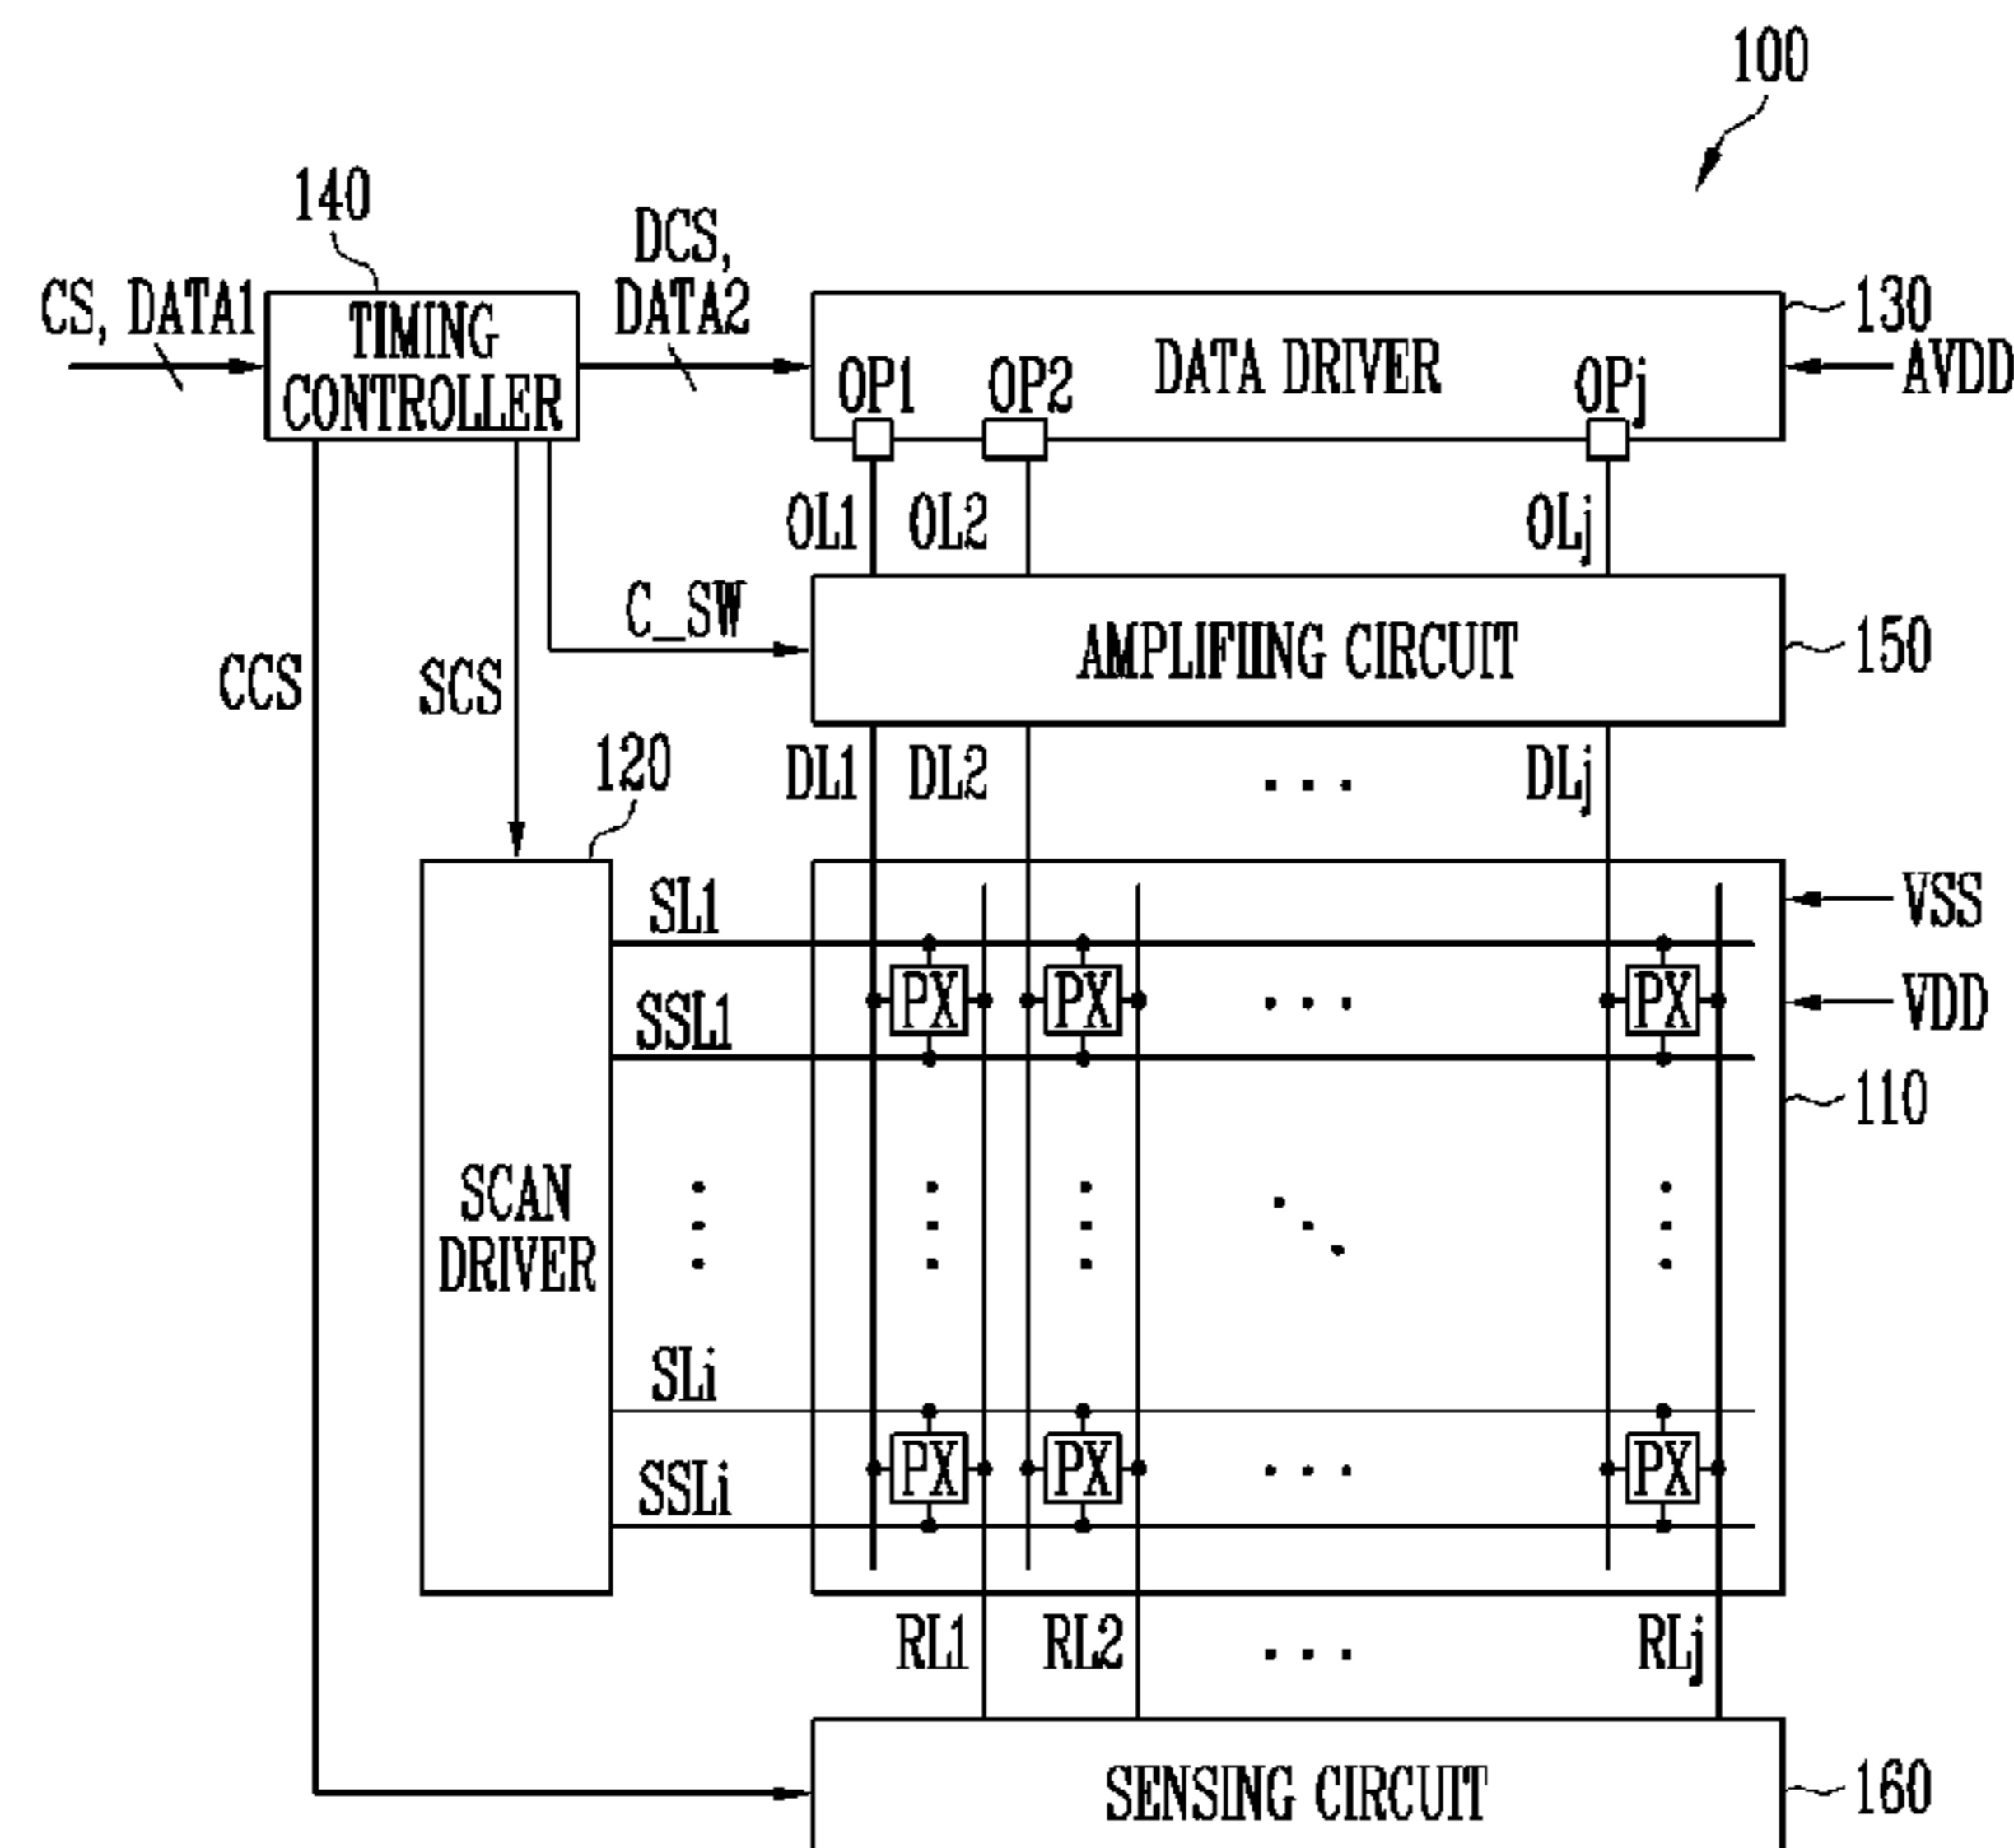 100
140
DCS,
DATA2
CS, DATA1
TIMING
CONTROLLER
130
DATA DRIVER
AVDD
OP1
OP2
OPj
OL1
OL2
OLj
C_SW
AMPLIFIING CIRCUIT
150
CCS
SCS
120
DL1
DL2
. . .
DLj
SL1
VSS
PX
PX
. . .
PX
VDD
SSL1
110
SCAN
DRIVER
SLi
PX
PX
. . .
PX
SSLi
RL1
RL2
. . .
RLj
SENSING CIRCUIT
160